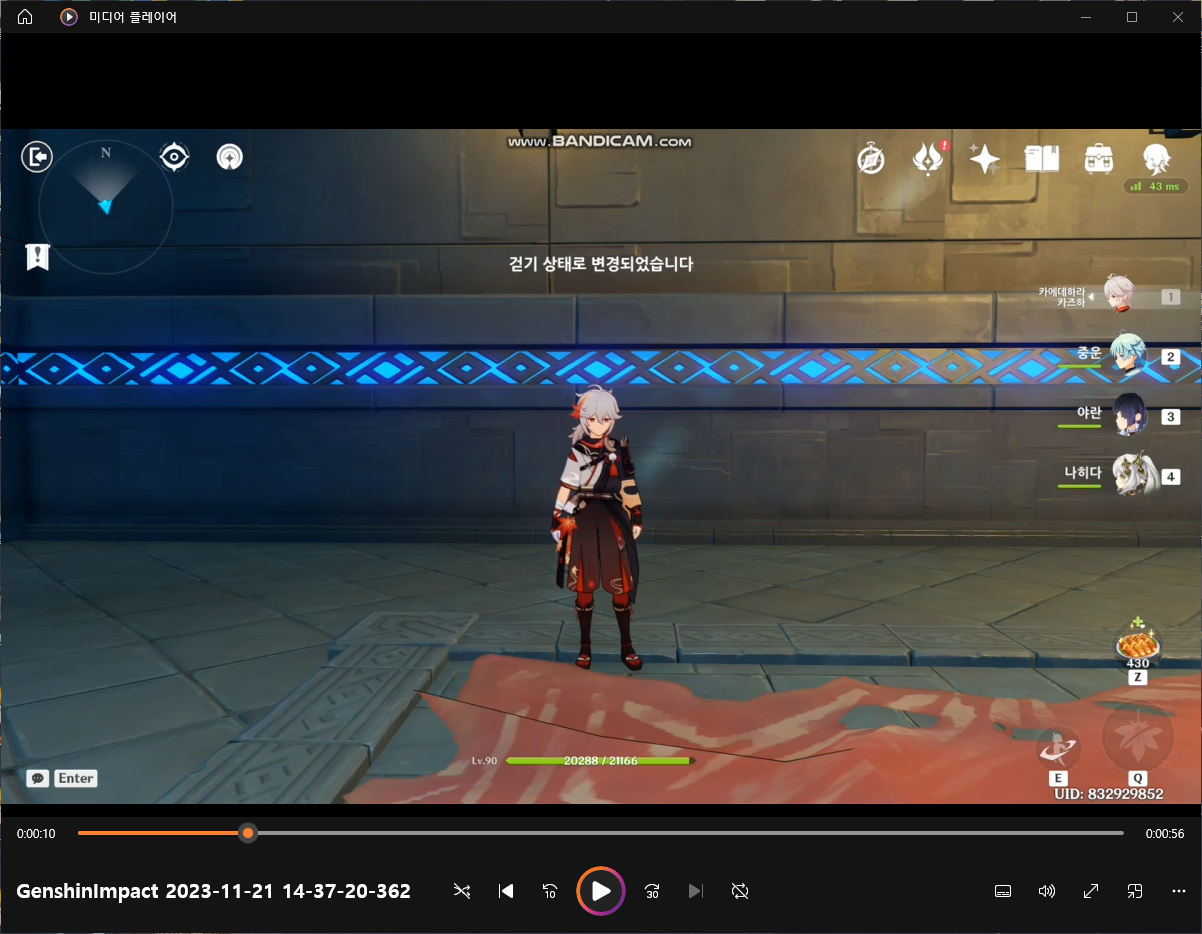 미디어 플레이어
www.BANDICAM.com
N
43 ms
걷기 상태로 변경되었습니다
카에데하라
카즈하
1
중운
2
야란
3
나히다
4
430
Z
Lv.90
20288 / 21166
Enter
E
Q
UID: 832929852
0:00:10
0:00:56
GenshinImpact 2023-11-21 14-37-20-362
10
30